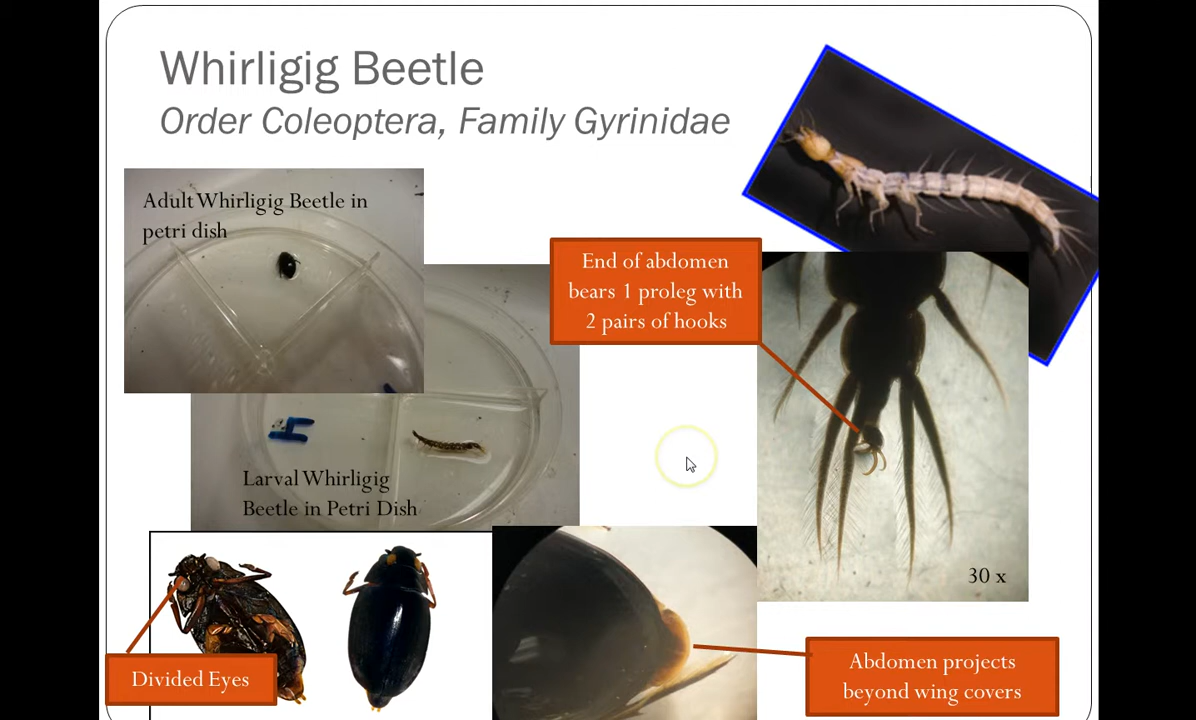 Whirligig Beetle
Order Coleoptera, Family Gyrinidae
Adult Whirligig Beetle in
petri dish
End of abdomen
bears 1 proleg with
2 pairs of hooks
Larval Whirligig
Beetle in Petri Dish
30 x
Divided Eyes
Abdomen projects
beyond wing covers